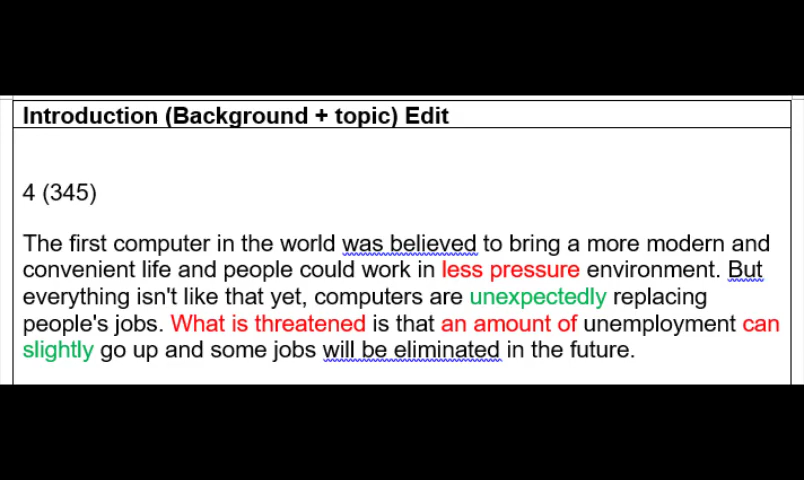 Introduction (Background + topic) Edit
4 (345)
The first computer in the world was believed to bring a more modern and
convenient life and people could work in less pressure environment. But
everything isn't like that yet, computers are unexpectedly replacing
people's jobs. What is threatened is that an amount of unemployment can
slightly go up and some jobs will be eliminated in the future.